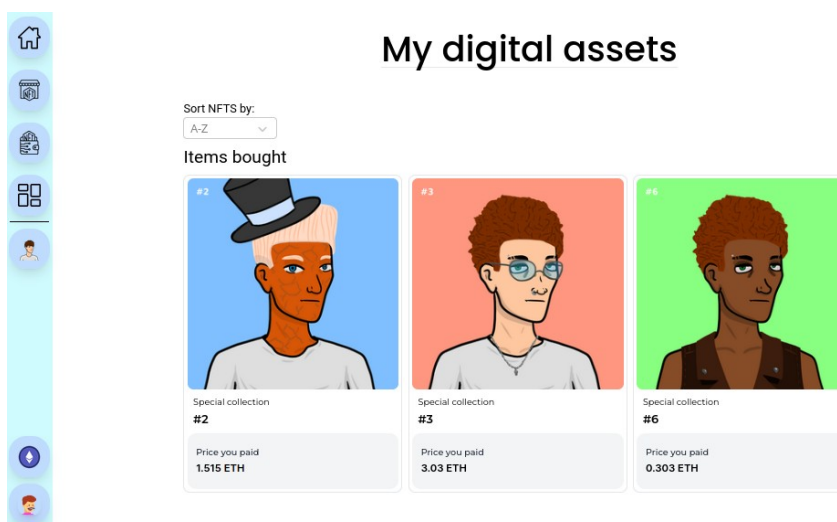 My digital assets
NFT
Sort NFTS by:
A-Z
Items bought
#2
#3
#6
Special collection
#2
Price you paid
1.515 ETH
Special collection
#3
Price you paid
3.03 ETH
Special collection
#6
Price you paid
0.303 ETH